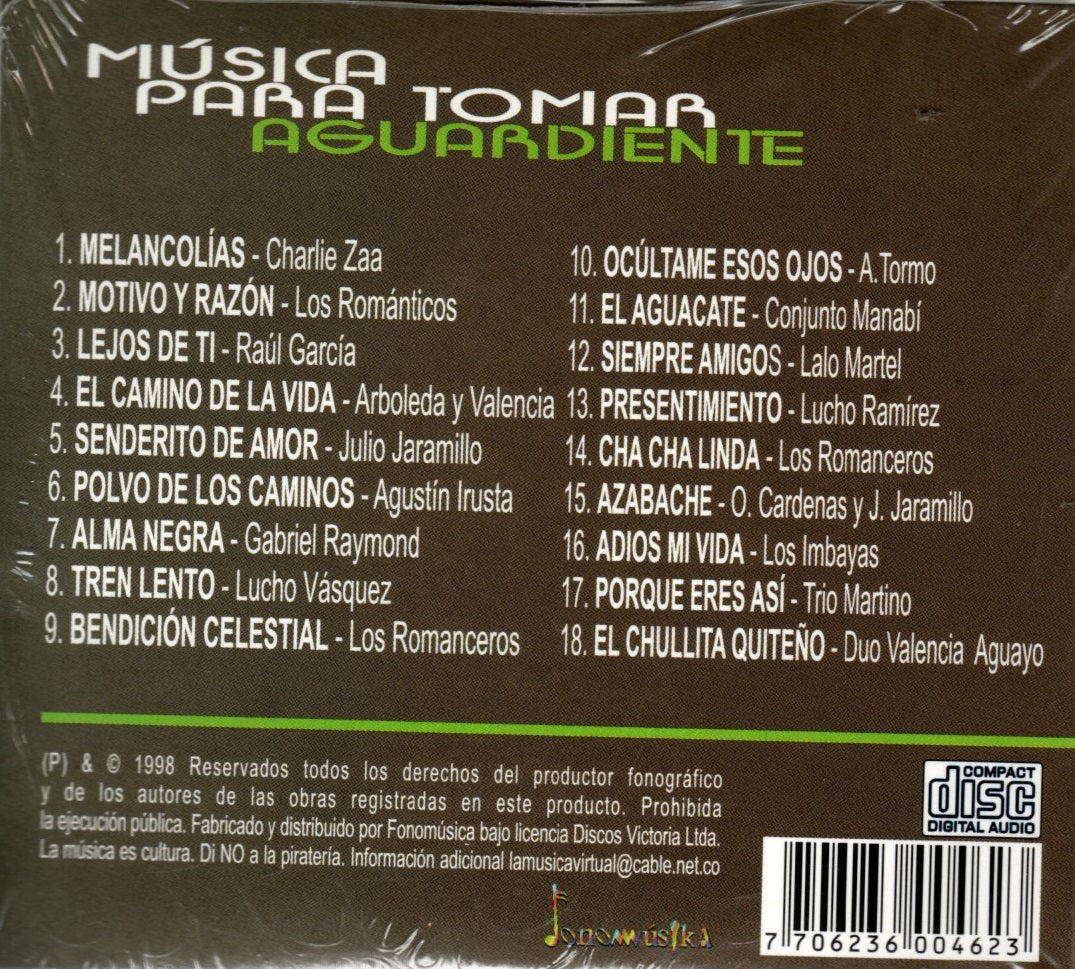 MÚSICA
PARA TOMAR
AGUARDIENTE
1. MELANCOLÍAS - Charlie Zaa
2. MOTIVO Y RAZÓN - Los Románticos
3. LEJOS DE TI - Raúl García
4. EL CAMINO DE LA VIDA - Arboleda y Valencia
5. SENDERITO DE AMOR - Julio Jaramillo
6. POLVO DE LOS CAMINOS - Agustín Irusta
7. ALMA NEGRA - Gabriel Raymond
8. TREN LENTO - Lucho Vásquez
9. BENDICIÓN CELESTIAL - Los Romanceros
10. OCÚLTAME ESOS OJOS - A.Tormo
11. EL AGUACATE - Conjunto Manabí
12. SIEMPRE AMIGOS - Lalo Martel
13. PRESENTIMIENTO - Lucho Ramírez
14. CHA CHA LINDA - Los Romanceros
15. AZABACHE - O. Cardenas y J. Jaramillo
16. ADIOS MI VIDA - Los Imbayas
17. PORQUE ERES ASÍ - Trio Martino
18. EL CHULLITA QUITEÑO - Duo Valencia Aguayo
(P) & © 1998 Reservados todos los derechos del productor fonográfico
y de los autores de las obras registradas en este producto. Prohibida
la ejecución pública. Fabricado y distribuido por Fonomúsica bajo licencia Discos Victoria Ltda.
La música es cultura. Di NO a la piratería. Información adicional lamusicavirtual@cable.net.co
COMPACT
disc
DIGITAL AUDIO
Fonomúsika
7 706236 004623